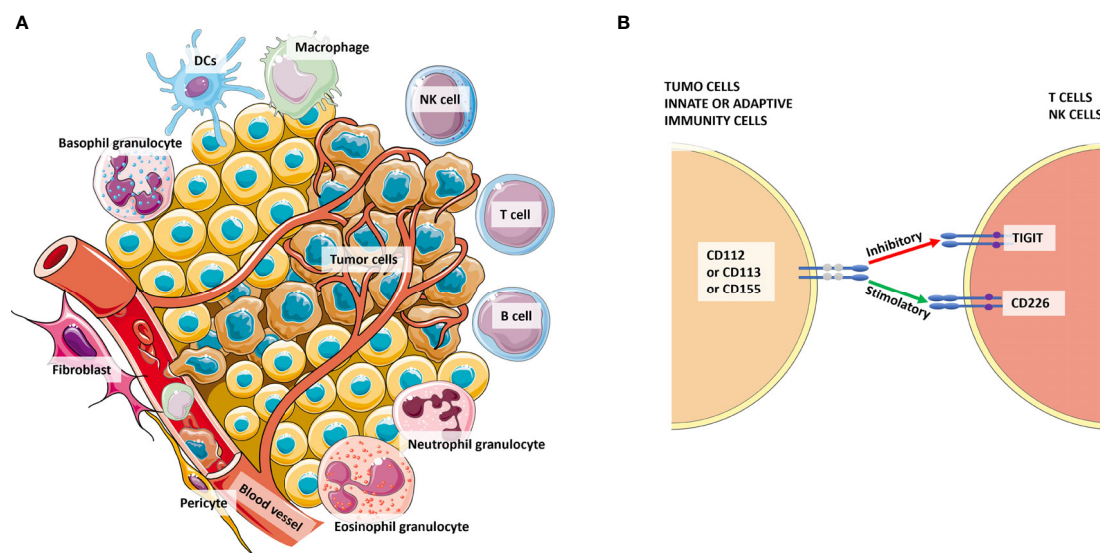 A
DCs
Macrophage
NK cell
Basophil granulocyte
T cell
Tumor cells
B cell
Fibroblast
Neutrophil granulocyte
Pericyte
Blood vessel
Eosinophil granulocyte
B
TUMO CELLS
INNATE OR ADAPTIVE
IMMUNITY CELLS
T CELLS
NK CELLS
CD112
or CD113
or CD155
Inhibitory
Stimolatory
TIGIT
CD226